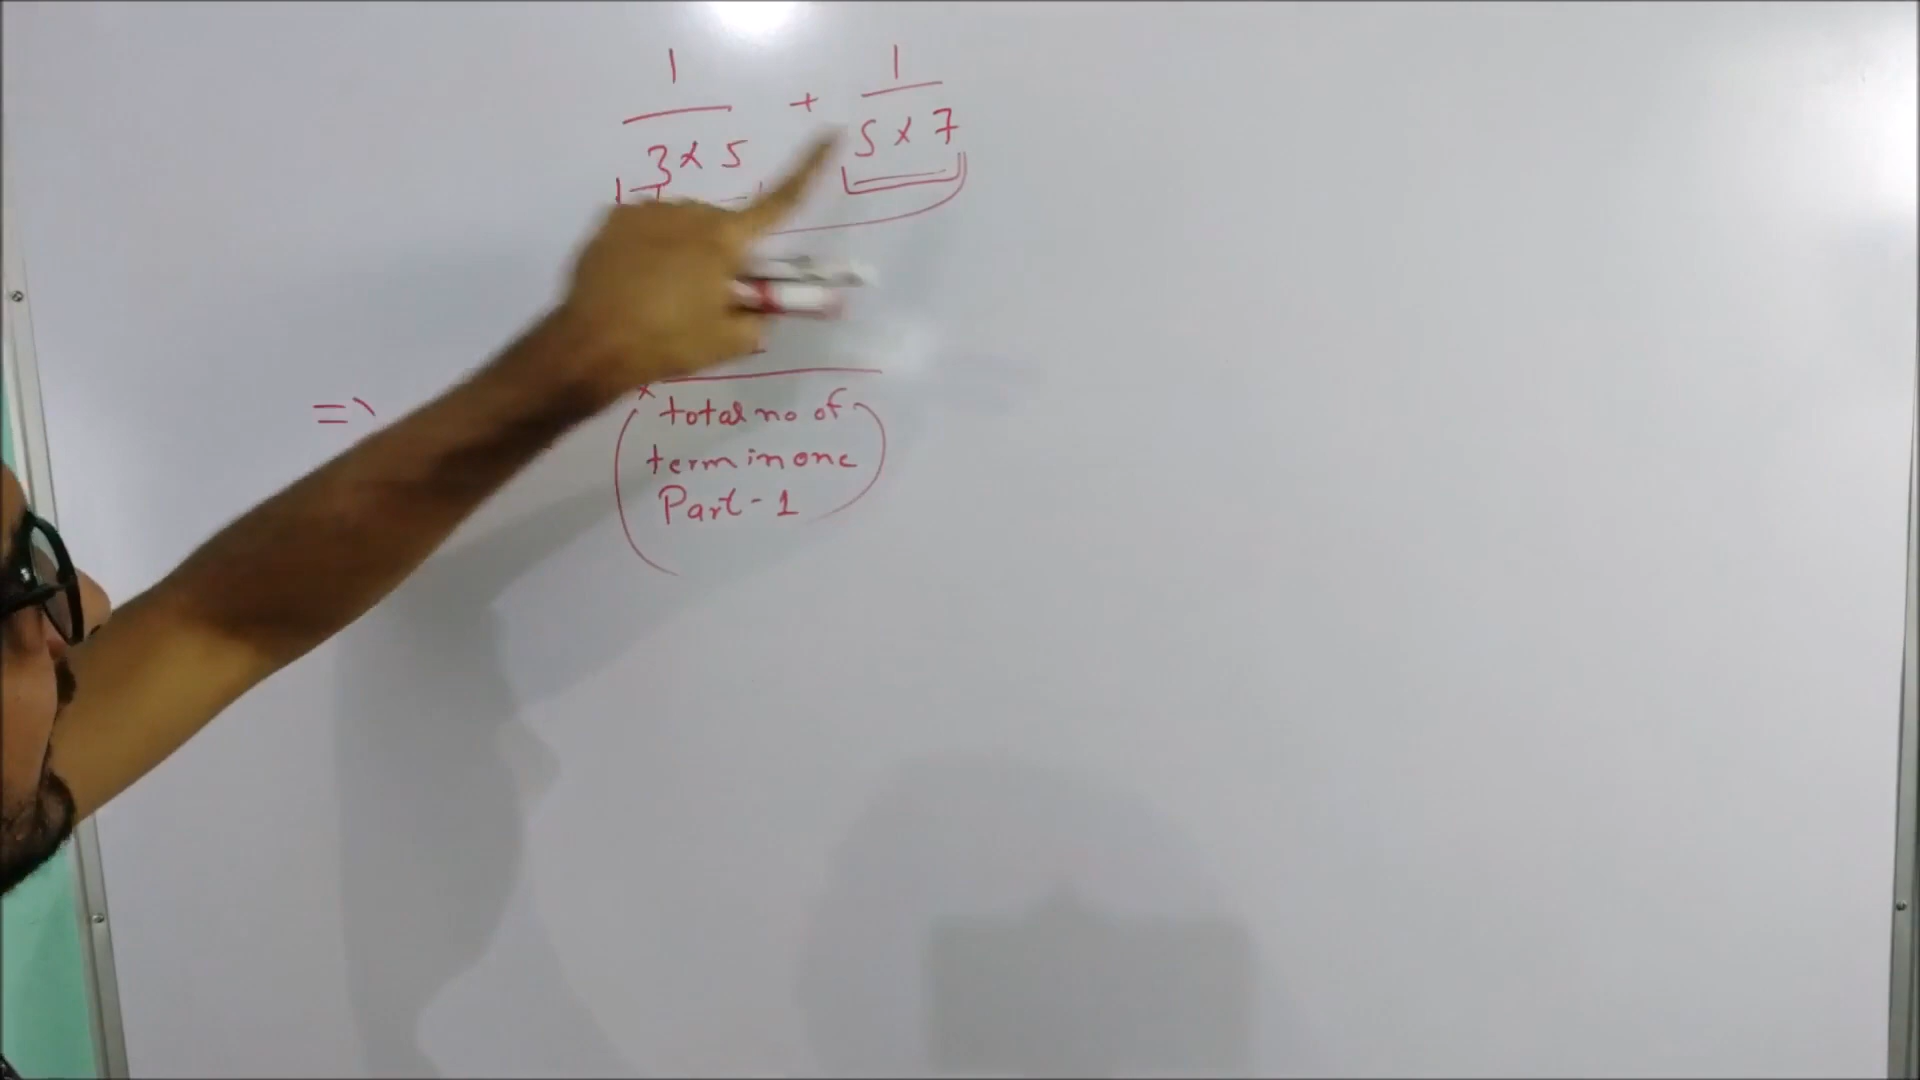 1/(3 x 5) + 1/(5 x 7)
=>
x
total no of
term in one
Part - 1